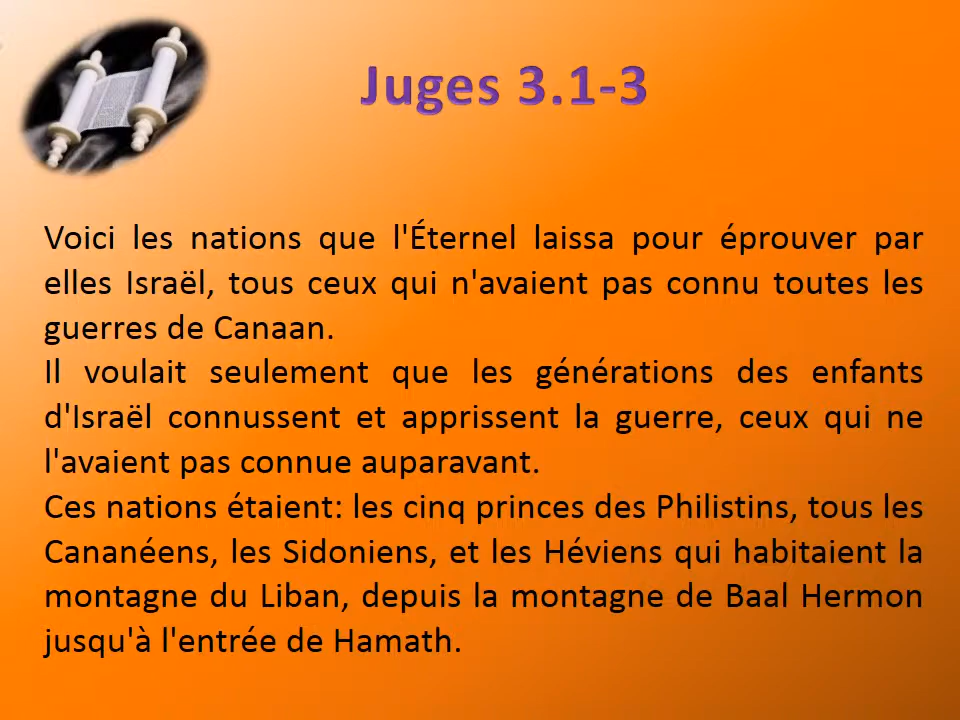 Juges 3.1-3
Voici les nations que l'Éternel laissa pour éprouver par
elles Israël, tous ceux qui n'avaient pas connu toutes les
guerres de Canaan.
Il voulait seulement que les générations des enfants
d'Israël connussent et apprissent la guerre, ceux qui ne
l'avaient pas connue auparavant.
Ces nations étaient: les cinq princes des Philistins, tous les
Cananéens, les Sidoniens, et les Héviens qui habitaient la
montagne du Liban, depuis la montagne de Baal Hermon
jusqu'à l'entrée de Hamath.